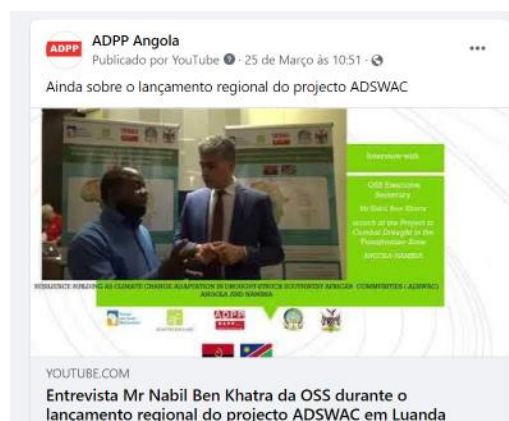 ADPP
ADPP Angola
Publicado por YouTube · 25 de Março às 10:51 ·
Ainda sobre o lançamento regional do projecto ADSWAC
Interview with
OSS Executive
Secretary
Mr Nabil Ben Khatra
launch of the Project to
Combat Drought in the
Transfrontier Zone
ANGOLA-NAMIBIA
RESILIENCE BUILDING AS CLIMATE CHANGE ADAPTATION IN DROUGHT STRUCK SOUTHWEST AFRICAN COMMUNITIES ( ADSWAC)
ANGOLA AND NAMIBIA
ADPP
YOUTUBE.COM
Entrevista Mr Nabil Ben Khatra da OSS durante o
lançamento regional do projecto ADSWAC em Luanda